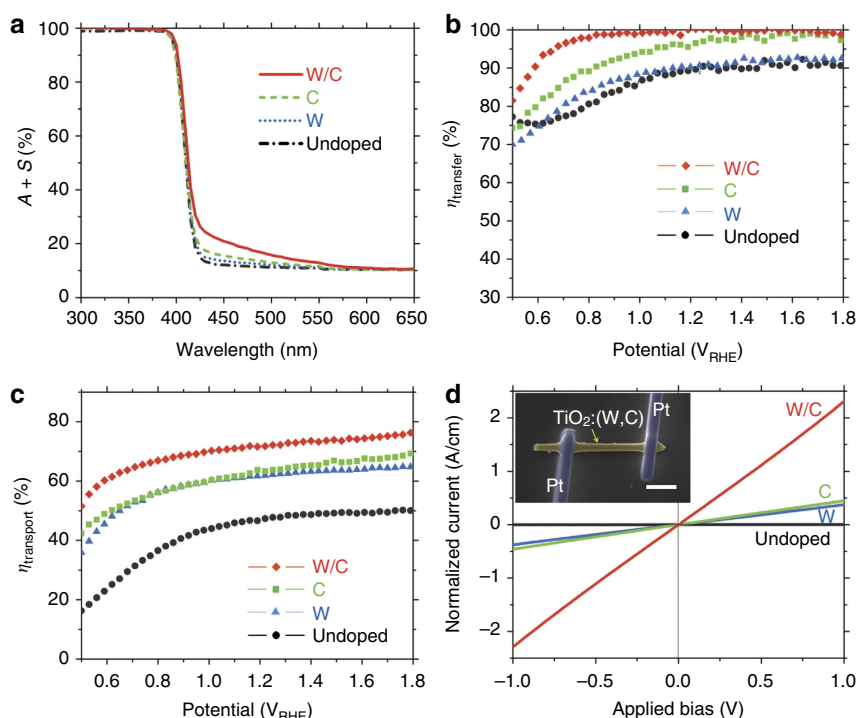 a
100
80
60
40
20
0
A + S (%)
W/C
C
W
Undoped
300 350 400 450 500 550 600 650
Wavelength (nm)
b
100
90
80
70
60
50
40
30
ηtransfer (%)
W/C
C
W
Undoped
0.6 0.8 1.0 1.2 1.4 1.6 1.8
Potential (VRHE)
c
80
60
40
20
0
ηtransport (%)
W/C
C
W
Undoped
0.6 0.8 1.0 1.2 1.4 1.6 1.8
Potential (VRHE)
d
2
1
0
−1
−2
Normalized current (A/cm)
TiO2:(W,C)
Pt
Pt
W/C
C
W
Undoped
−1.0 −0.5 0.0 0.5 1.0
Applied bias (V)